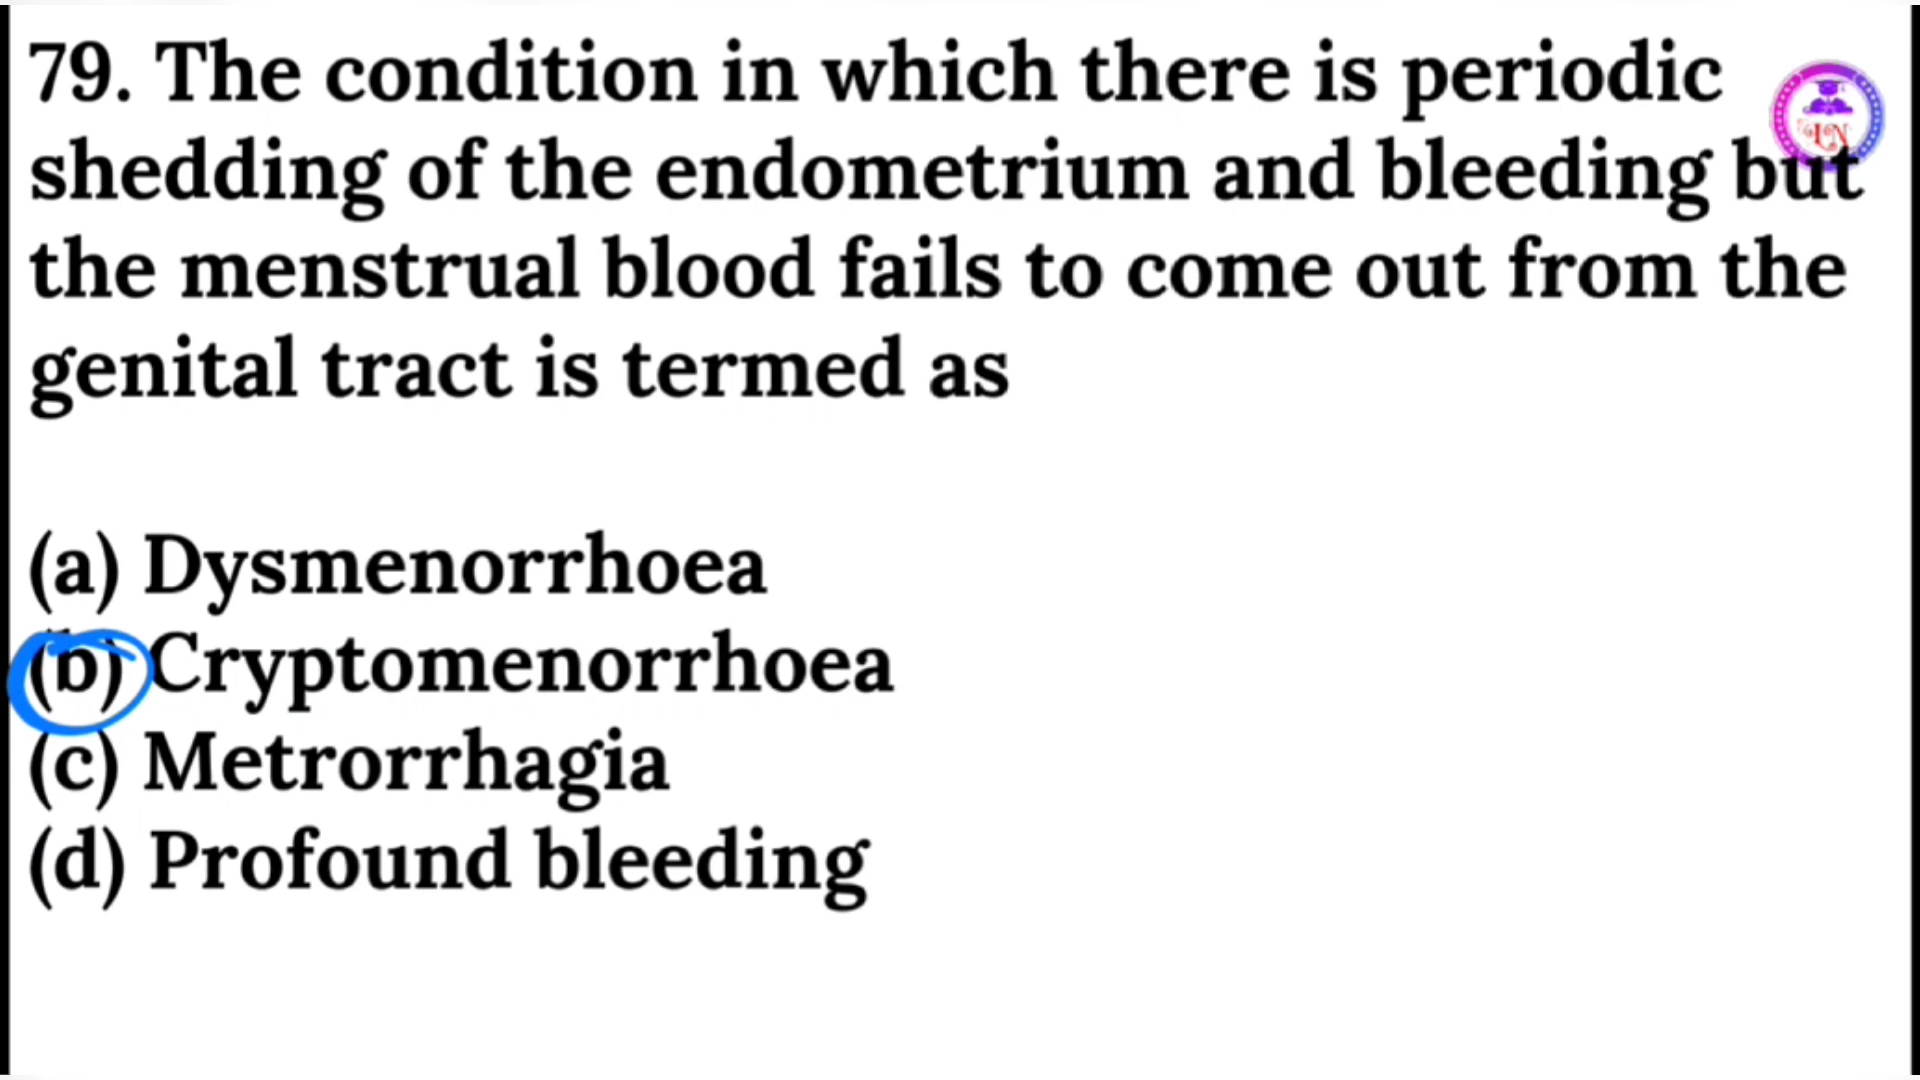 79. The condition in which there is periodic
shedding of the endometrium and bleeding but
the menstrual blood fails to come out from the
genital tract is termed as
(a) Dysmenorrhoea
(b) Cryptomenorrhoea
(c) Metrorrhagia
(d) Profound bleeding